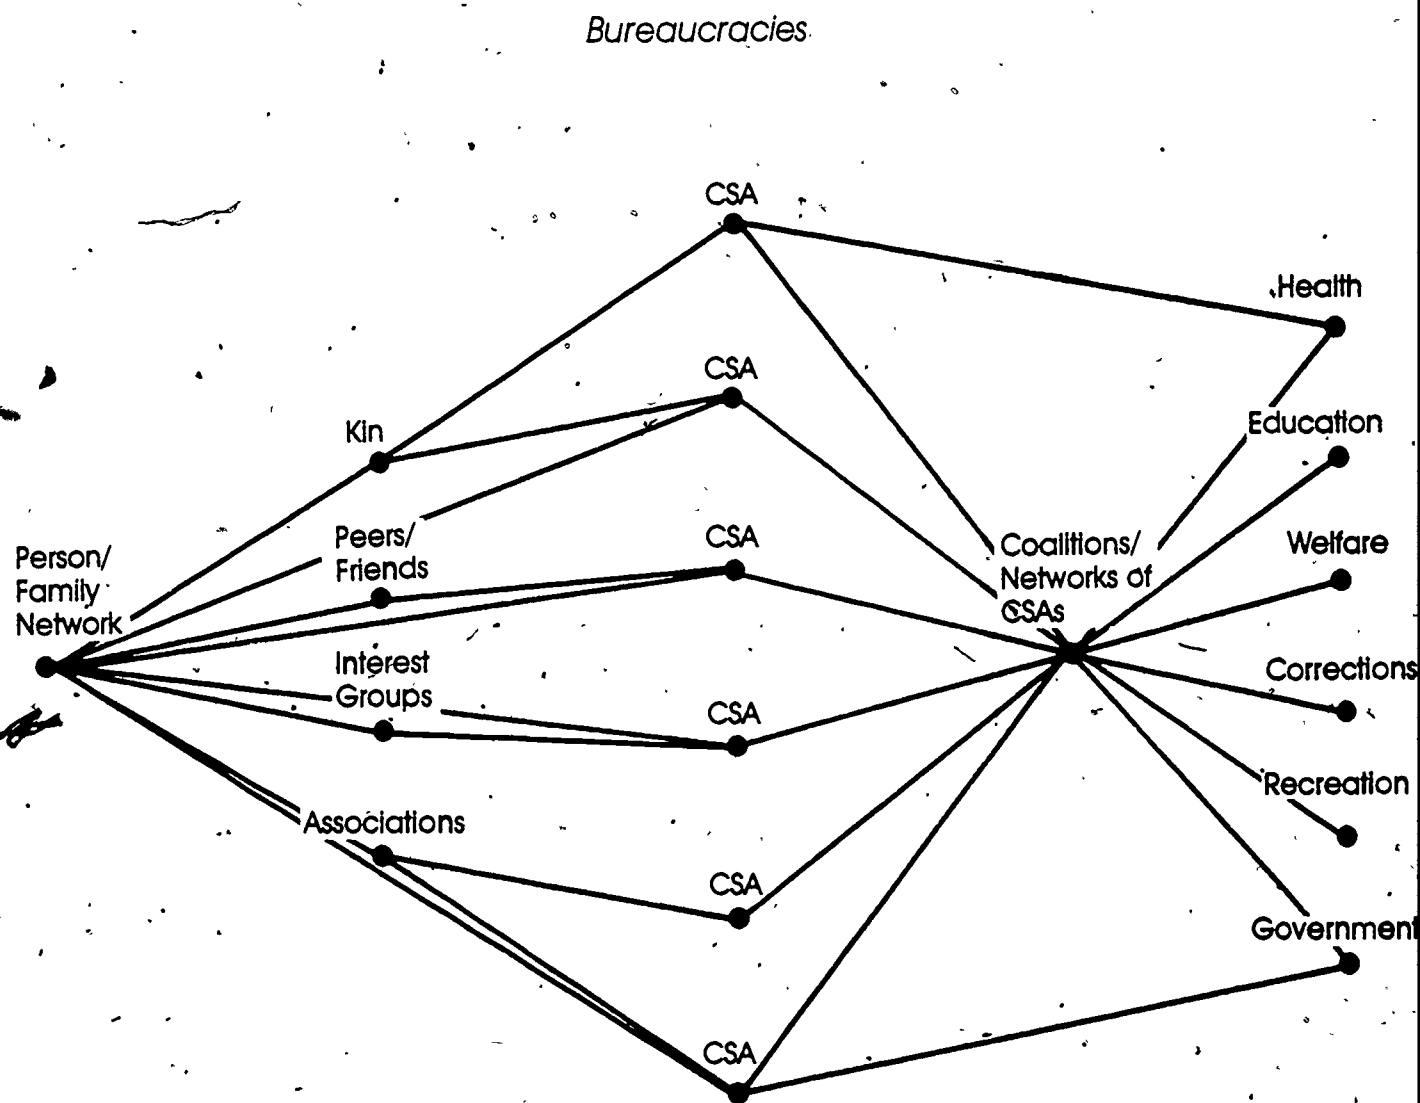 Bureaucracies
CSA
Health
CSA
Education
Kin
Peers/
Friends
CSA
Coalitions/
Networks of
CSAs
Welfare
Person/
Family
Network
Interest
Groups
CSA
Corrections
Associations
Recreation
CSA
Government
CSA